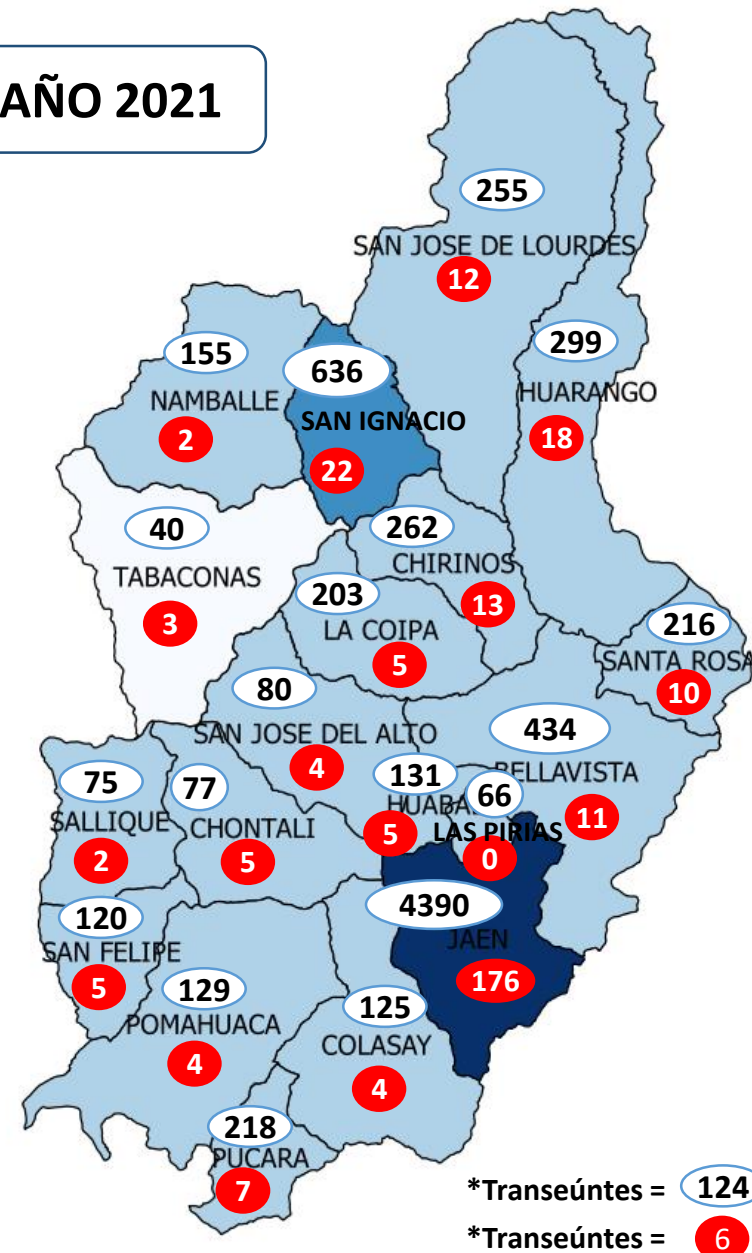 AÑO 2021
255
SAN JOSE DE LOURDES
12
155
NAMBALLE
2
636
SAN IGNACIO
22
299
HUARANGO
18
40
TABACONAS
3
262
CHIRINOS
13
203
LA COIPA
5
216
SANTA ROSA
10
80
SAN JOSE DEL ALTO
4
434
BELLAVISTA
11
131
HUABA
5
66
LAS PIRIAS
0
75
SALLIQUE
2
77
CHONTALI
5
4390
JAEN
176
120
SAN FELIPE
5
129
POMAHUACA
4
125
COLASAY
4
218
PUCARA
7
*Transeúntes = 124
*Transeúntes = 6